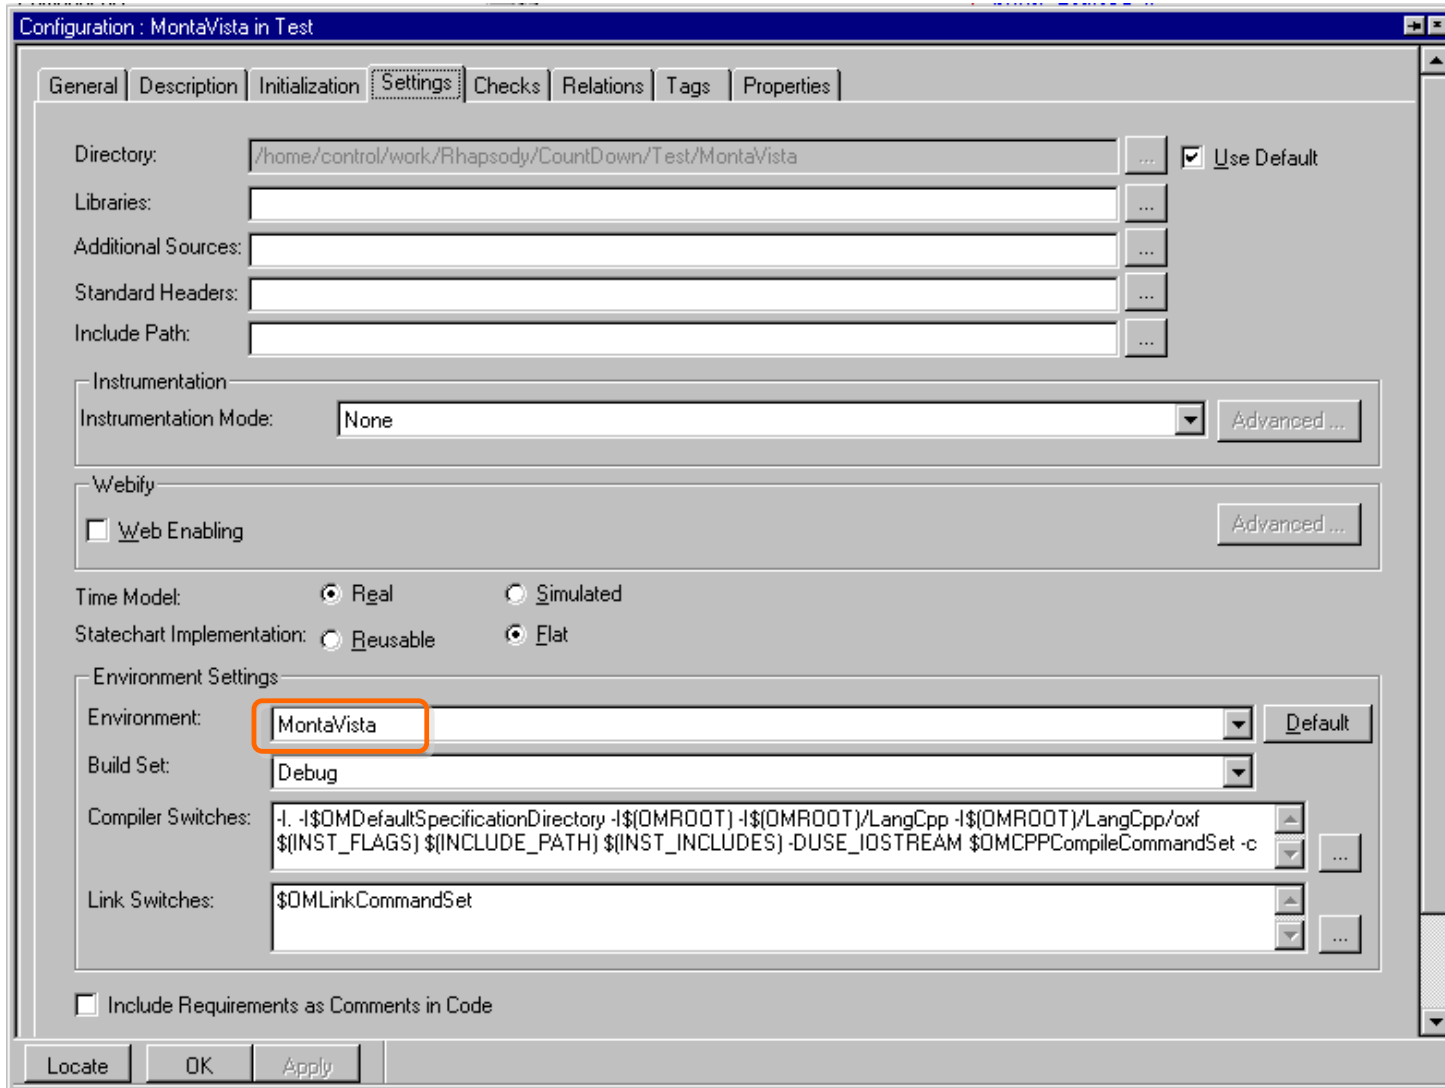 Configuration : MontaVista in Test
General Description Initialization Settings Checks Relations Tags Properties
Directory: /home/control/work/Rhapsody/CountDown/Test/MontaVista ... Use Default
Libraries: ...
Additional Sources: ...
Standard Headers: ...
Include Path: ...
Instrumentation
Instrumentation Mode: None Advanced ...
Webify
Web Enabling Advanced ...
Time Model: Real Simulated
Statechart Implementation: Reusable Flat
Environment Settings
Environment: MontaVista Default
Build Set: Debug
Compiler Switches: -I. -I$OMDefaultSpecificationDirectory -I$(OMROOT) -I$(OMROOT)/LangCpp -I$(OMROOT)/LangCpp/oxf
$(INST_FLAGS) $(INCLUDE_PATH) $(INST_INCLUDES) -DUSE_IOSTREAM $OMCPPCompileCommandSet -c ...
Link Switches: $OMLinkCommandSet
...
Include Requirements as Comments in Code
Locate OK Apply